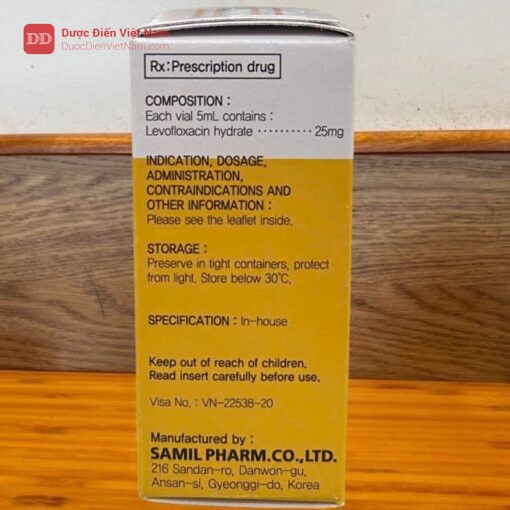 DD Dược Điển Việt Nam
DuocDienVietNam.com
Rx:Prescription drug
COMPOSITION :
Each vial 5mL contains :
Levofloxacin hydrate ·········· 25mg
INDICATION, DOSAGE,
ADMINISTRATION,
CONTRAINDICATIONS AND
OTHER INFORMATION :
Please see the leaflet inside.
STORAGE :
Preserve in tight containers, protect
from light. Store below 30℃.
SPECIFICATION : In-house
Keep out of reach of children.
Read insert carefully before use.
Visa No. : VN-22538-20
Manufactured by :
SAMIL PHARM.CO.,LTD.
216 Sandan-ro, Danwon-gu,
Ansan-si, Gyeonggi-do, Korea